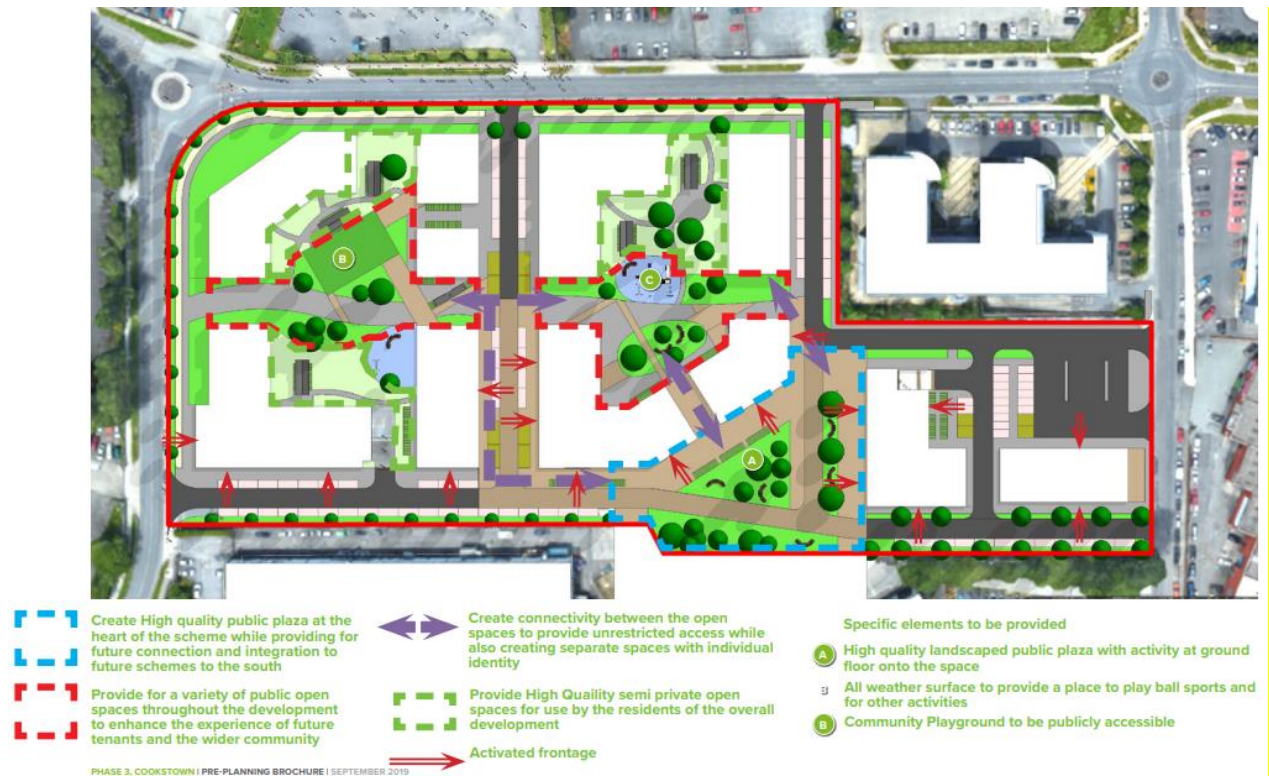 B
C
A
Create High quality public plaza at the
heart of the scheme while providing for
future connection and integration to
future schemes to the south
Provide for a variety of public open
spaces throughout the development
to enhance the experience of future
tenants and the wider community
Create connectivity between the open
spaces to provide unrestricted access while
also creating separate spaces with individual
identity
Provide High Quaility semi private open
spaces for use by the residents of the overall
development
Activated frontage
Specific elements to be provided
A High quality landscaped public plaza with activity at ground
floor onto the space
B All weather surface to provide a place to play ball sports and
for other activities
B Community Playground to be publicly accessible
PHASE 3, COOKSTOWN I PRE-PLANNING BROCHURE I SEPTEMBER 2019